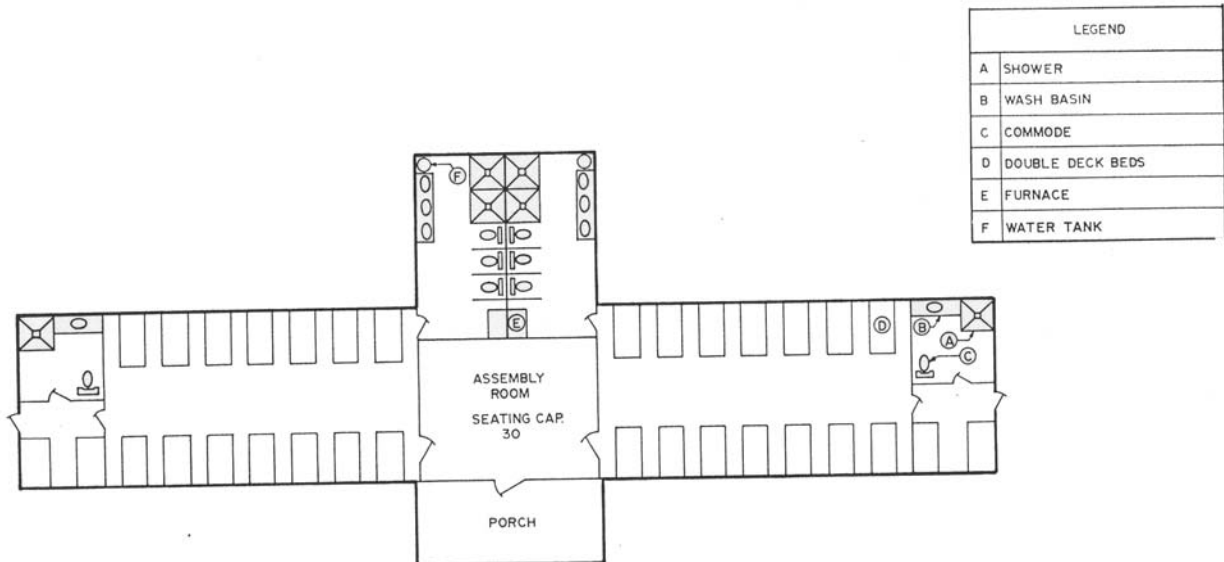 LEGEND
A SHOWER
B WASH BASIN
C COMMODE
D DOUBLE DECK BEDS
E FURNACE
F WATER TANK
F
E
D
B
A
C
ASSEMBLY
ROOM
SEATING CAP.
30
PORCH